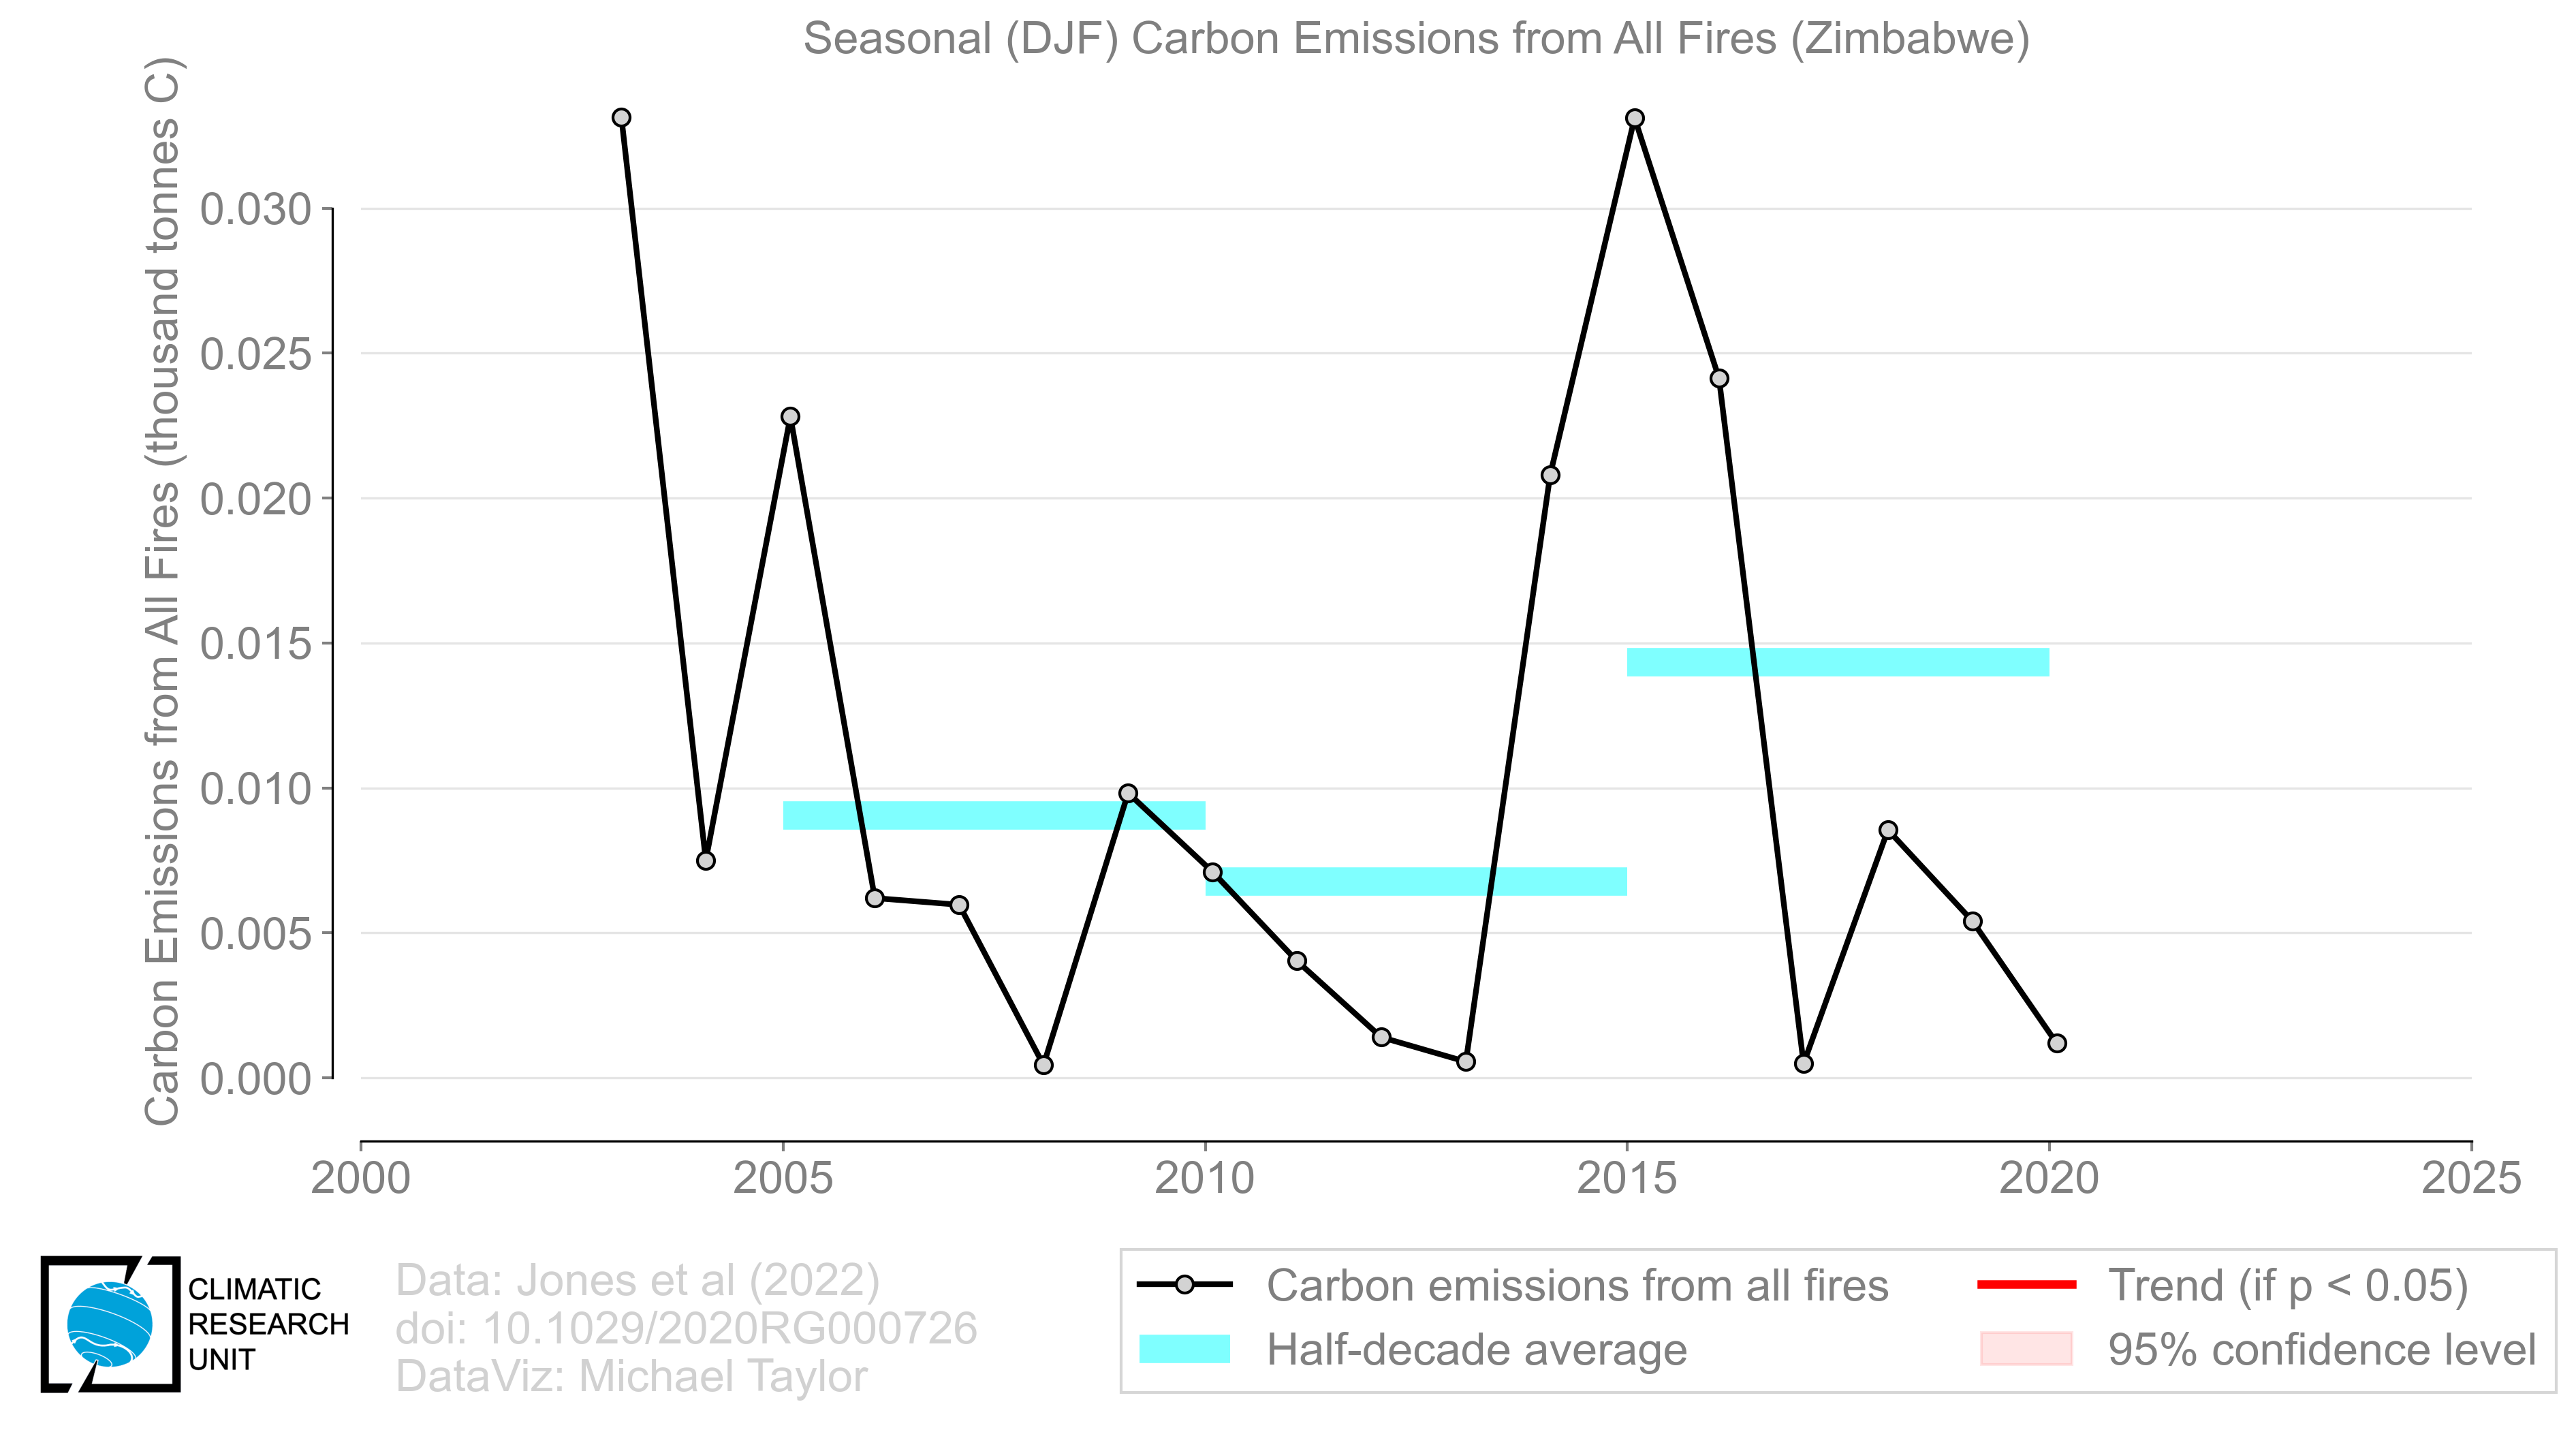 Seasonal (DJF) Carbon Emissions from All Fires (Zimbabwe)
Carbon Emissions from All Fires (thousand tonnes C)
0.030
0.025
0.020
0.015
0.010
0.005
0.000
2000 2005 2010 2015 2020 2025
CLIMATIC
RESEARCH
UNIT
Data: Jones et al (2022)
doi: 10.1029/2020RG000726
DataViz: Michael Taylor
Carbon emissions from all fires
Half-decade average
Trend (if p < 0.05)
95% confidence level